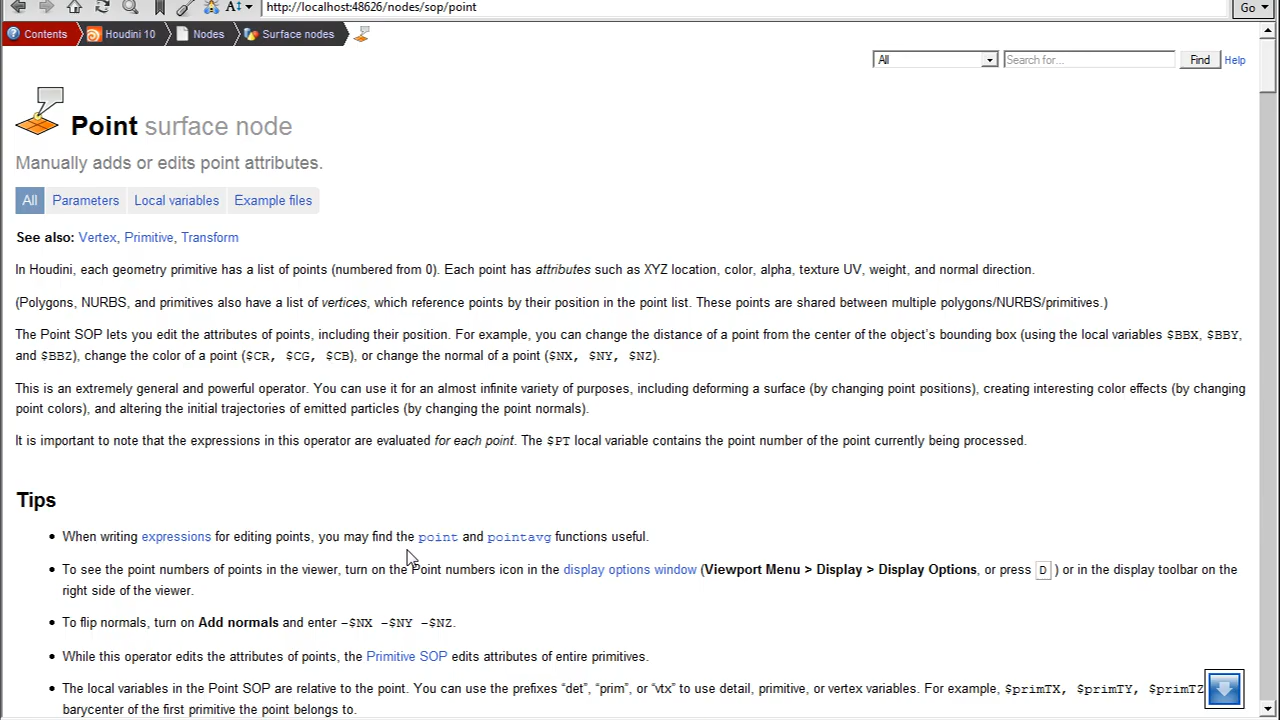 http://localhost:48626/nodes/sop/point Go
Contents Houdini 10 Nodes Surface nodes
All Search for... Find Help
Point surface node
Manually adds or edits point attributes.
All Parameters Local variables Example files
See also: Vertex, Primitive, Transform
In Houdini, each geometry primitive has a list of points (numbered from 0). Each point has attributes such as XYZ location, color, alpha, texture UV, weight, and normal direction.
(Polygons, NURBS, and primitives also have a list of vertices, which reference points by their position in the point list. These points are shared between multiple polygons/NURBS/primitives.)
The Point SOP lets you edit the attributes of points, including their position. For example, you can change the distance of a point from the center of the object's bounding box (using the local variables $BBX, $BBY,
and $BBZ), change the color of a point ($CR, $CG, $CB), or change the normal of a point ($NX, $NY, $NZ).
This is an extremely general and powerful operator. You can use it for an almost infinite variety of purposes, including deforming a surface (by changing point positions), creating interesting color effects (by changing
point colors), and altering the initial trajectories of emitted particles (by changing the point normals).
It is important to note that the expressions in this operator are evaluated for each point. The $PT local variable contains the point number of the point currently being processed.
Tips
• When writing expressions for editing points, you may find the point and pointavg functions useful.
• To see the point numbers of points in the viewer, turn on the Point numbers icon in the display options window (Viewport Menu > Display > Display Options, or press D ) or in the display toolbar on the
right side of the viewer.
• To flip normals, turn on Add normals and enter -$NX -$NY -$NZ.
• While this operator edits the attributes of points, the Primitive SOP edits attributes of entire primitives.
• The local variables in the Point SOP are relative to the point. You can use the prefixes “det”, “prim”, or “vtx” to use detail, primitive, or vertex variables. For example, $primTX, $primTY, $primTZ
barycenter of the first primitive the point belongs to.